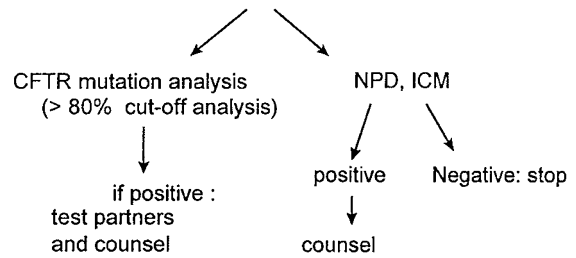 CFTR mutation analysis
(> 80% cut-off analysis)
NPD, ICM
if positive :
test partners
and counsel
positive
Negative: stop
counsel